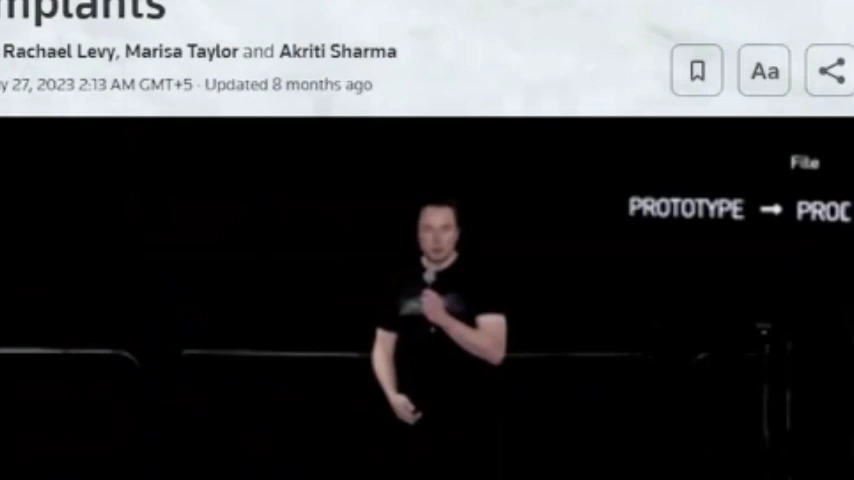 mplants
Rachael Levy, Marisa Taylor and Akriti Sharma
y 27, 2023 2:13 AM GMT+5 · Updated 8 months ago
Aa
File
PROTOTYPE → PROD